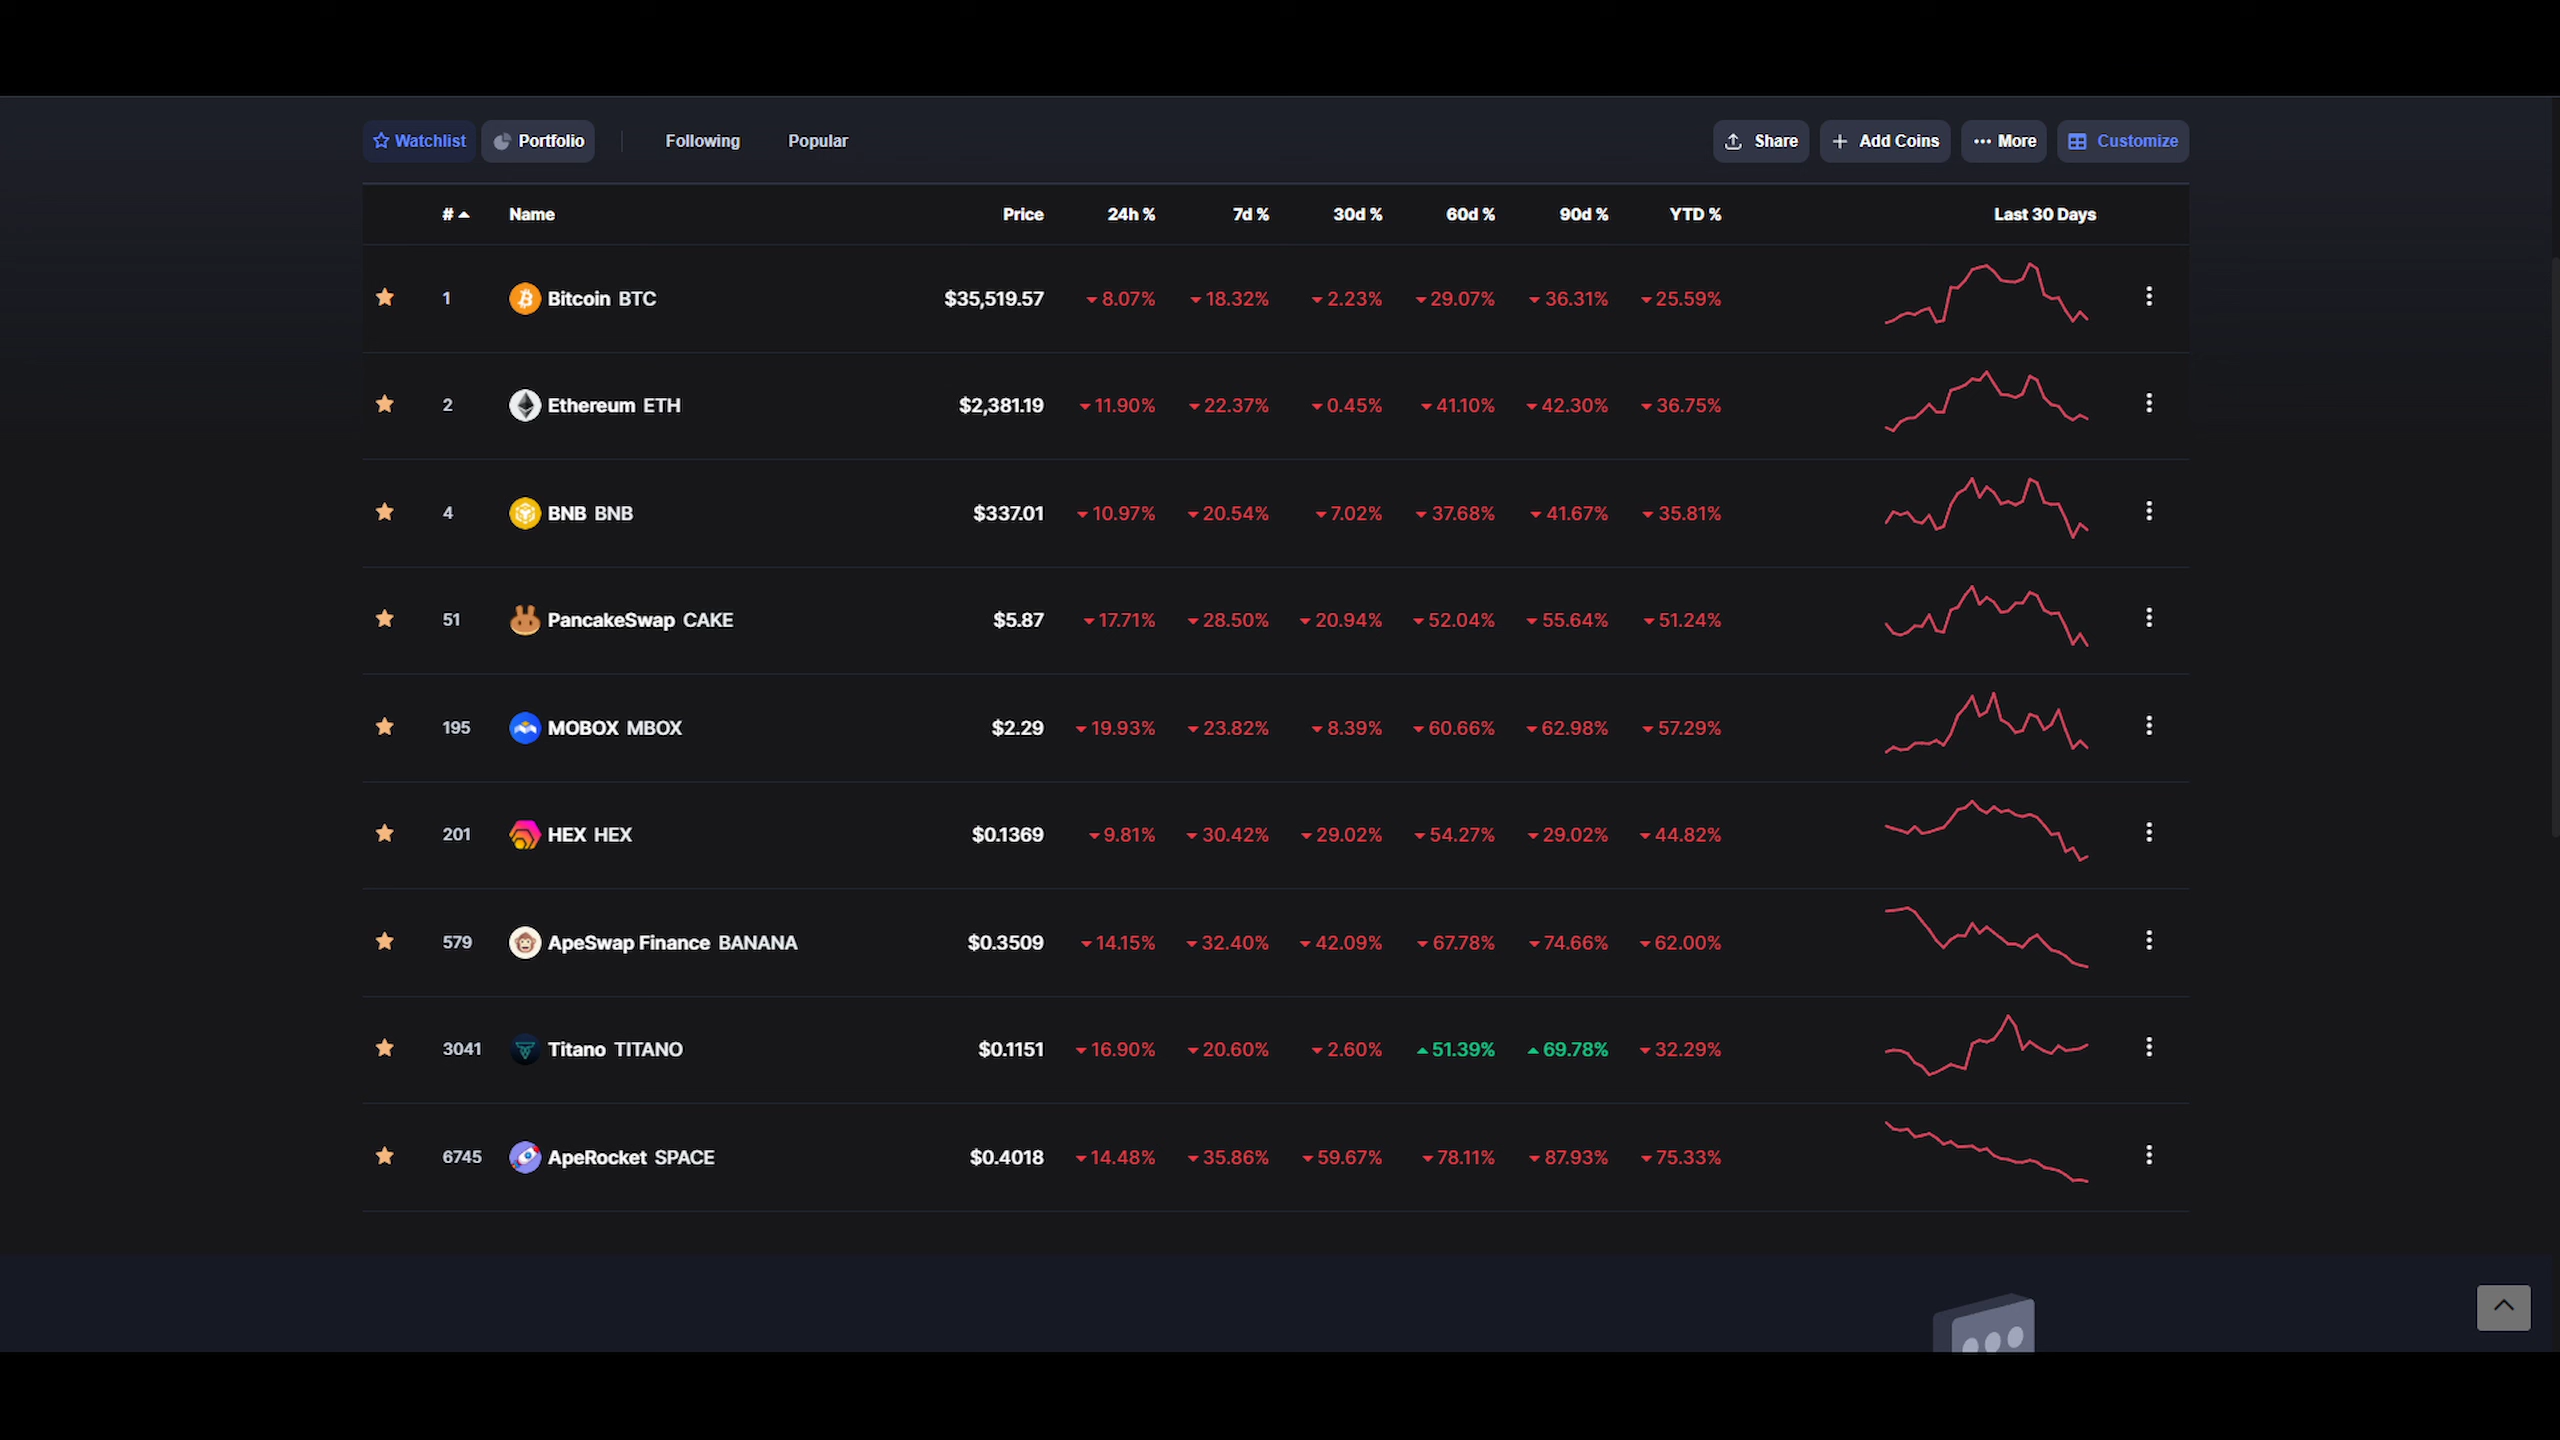 Watchlist Portfolio Following Popular Share Add Coins More Customize
# Name Price 24h % 7d % 30d % 60d % 90d % YTD % Last 30 Days
1 Bitcoin BTC $35,519.57 8.07% 18.32% 2.23% 29.07% 36.31% 25.59%
2 Ethereum ETH $2,381.19 11.90% 22.37% 0.45% 41.10% 42.30% 36.75%
4 BNB BNB $337.01 10.97% 20.54% 7.02% 37.68% 41.67% 35.81%
51 PancakeSwap CAKE $5.87 17.71% 28.50% 20.94% 52.04% 55.64% 51.24%
195 MOBOX MBOX $2.29 19.93% 23.82% 8.39% 60.66% 62.98% 57.29%
201 HEX HEX $0.1369 9.81% 30.42% 29.02% 54.27% 29.02% 44.82%
579 ApeSwap Finance BANANA $0.3509 14.15% 32.40% 42.09% 67.78% 74.66% 62.00%
3041 Titano TITANO $0.1151 16.90% 20.60% 2.60% 51.39% 69.78% 32.29%
6745 ApeRocket SPACE $0.4018 14.48% 35.86% 59.67% 78.11% 87.93% 75.33%